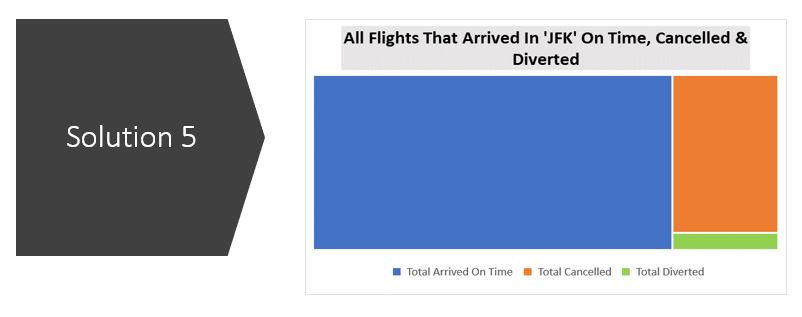 Solution 5
All Flights That Arrived In 'JFK' On Time, Cancelled &
Diverted
Total Arrived On Time
Total Cancelled
Total Diverted